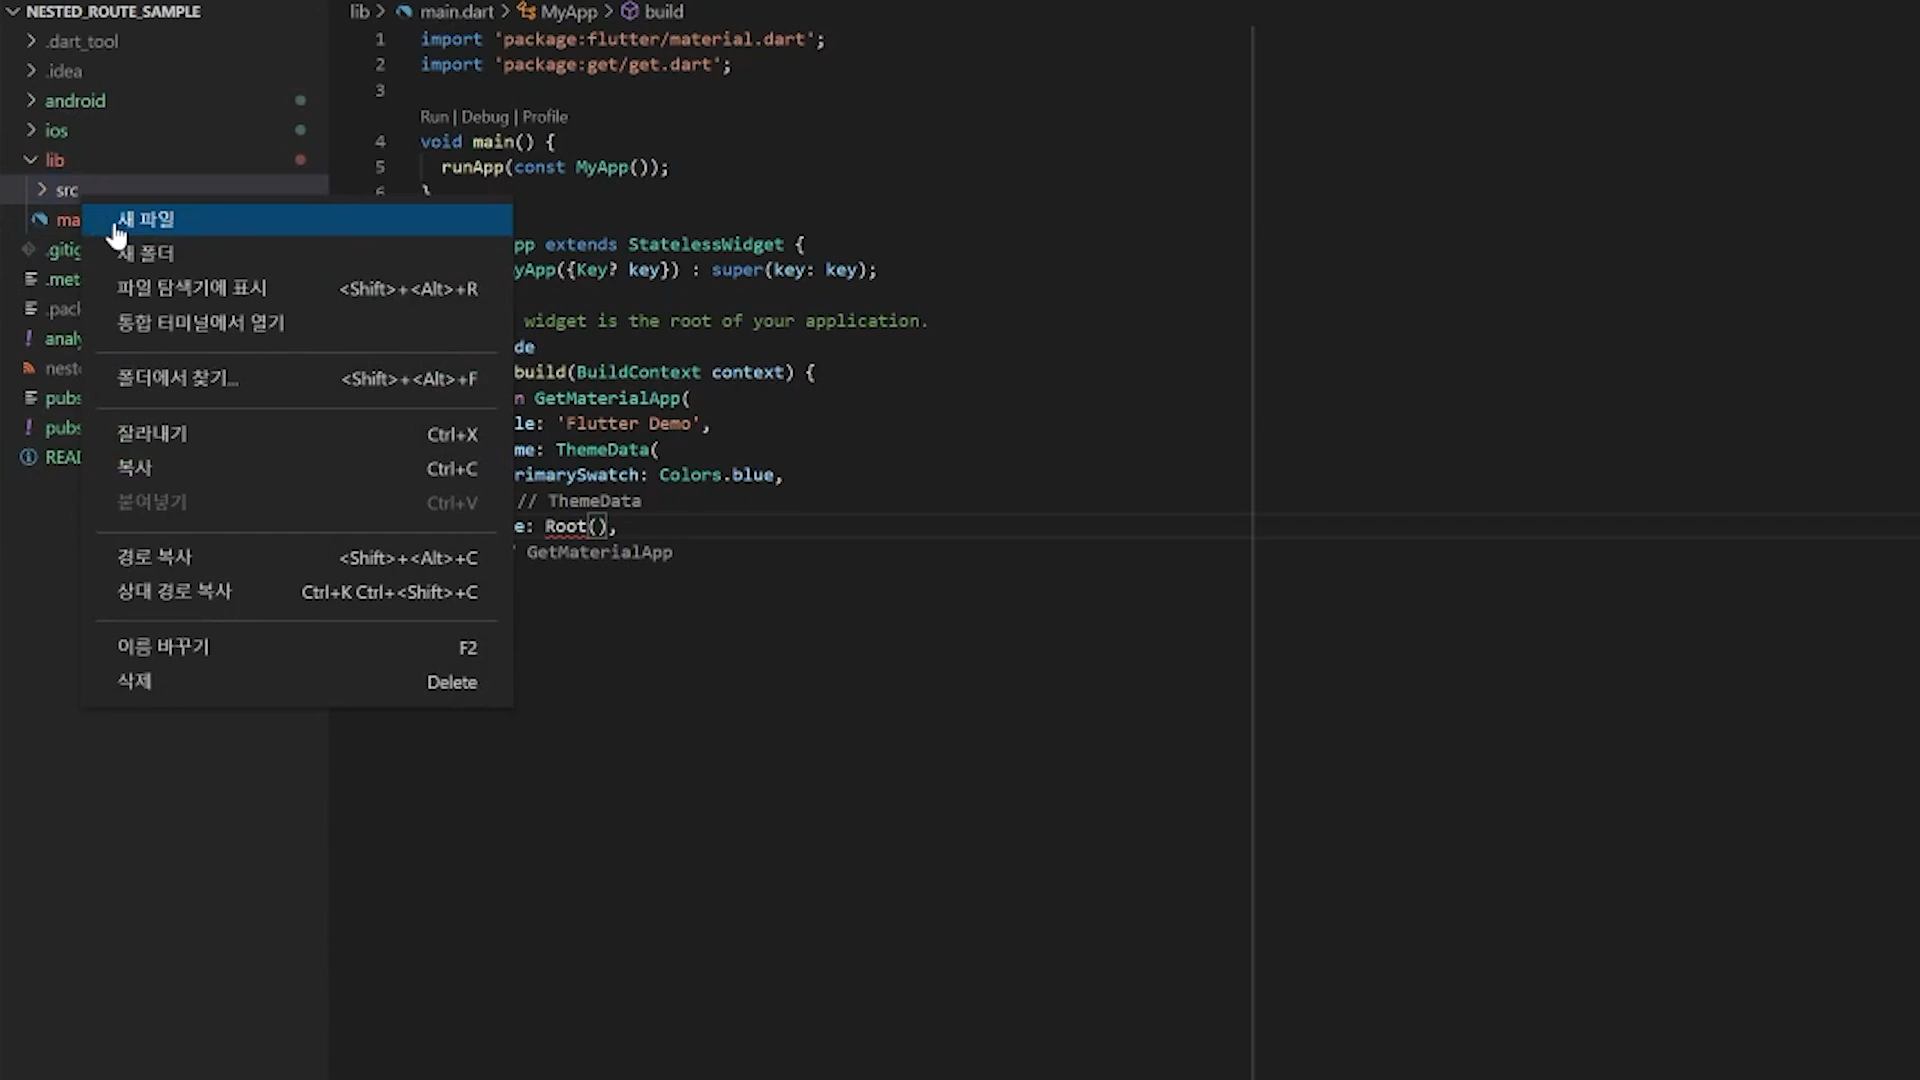 NESTED_ROUTE_SAMPLE
.dart_tool
.idea
android
ios
lib
src
ma
.gitig
.met
.pack
analy
nest
pubs
pubs
REA
새 파일
새 폴더
파일 탐색기에 표시 <Shift>+<Alt>+R
통합 터미널에서 열기
폴더에서 찾기... <Shift>+<Alt>+F
잘라내기 Ctrl+X
복사 Ctrl+C
붙여넣기 Ctrl+V
경로 복사 <Shift>+<Alt>+C
상대 경로 복사 Ctrl+K Ctrl+<Shift>+C
이름 바꾸기 F2
삭제 Delete
lib > main.dart > MyApp > build
1 import 'package:flutter/material.dart';
2 import 'package:get/get.dart';
3
Run | Debug | Profile
4 void main() {
5 runApp(const MyApp());
6 }
pp extends StatelessWidget {
yApp({Key? key}) : super(key: key);
widget is the root of your application.
de
build(BuildContext context) {
n GetMaterialApp(
le: 'Flutter Demo',
me: ThemeData(
rimarySwatch: Colors.blue,
// ThemeData
e: Root(),
GetMaterialApp